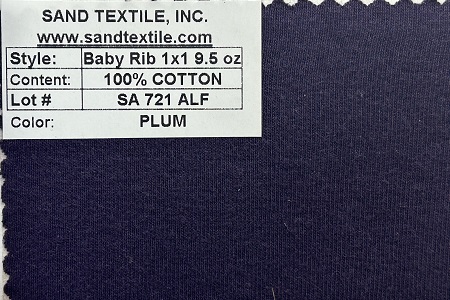 SAND TEXTILE, INC.
www.sandtextile.com
Style: Baby Rib 1x1 9.5 oz
Content: 100% COTTON
Lot # SA 721 ALF
Color: PLUM